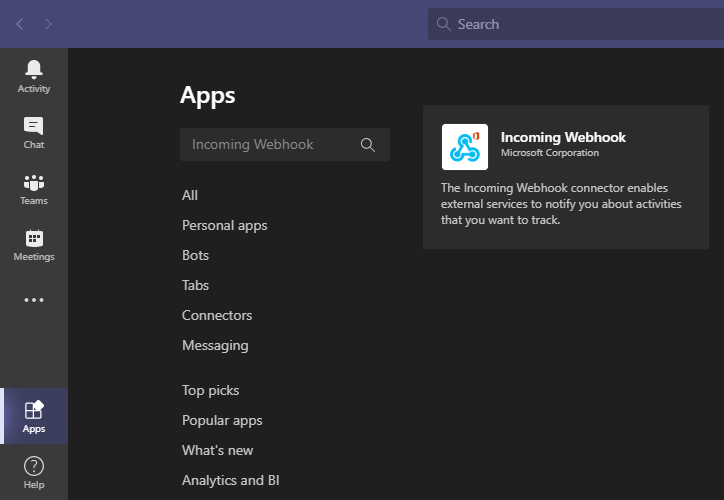 Search
Activity
Chat
Teams
Meetings
Apps
Help
Apps
Incoming Webhook
All
Personal apps
Bots
Tabs
Connectors
Messaging
Top picks
Popular apps
What's new
Analytics and BI
Incoming Webhook
Microsoft Corporation
The Incoming Webhook connector enables
external services to notify you about activities
that you want to track.